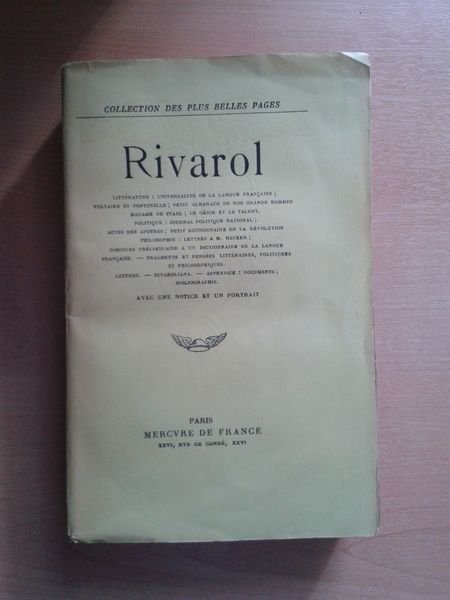 COLLECTION DES PLUS BELLES PAGES
Rivarol
LITTÉRATURE : UNIVERSALITÉ DE LA LANGUE FRANÇAISE ;
VOLTAIRE ET FONTENELLE ; PETIT ALMANACH DE NOS GRANDS HOMMES
MADAME DE STAEL ; LE GÉNIE ET LE TALENT.
POLITIQUE : JOURNAL POLITIQUE NATIONAL ;
ACTES DES APOTRES ; PETIT DICTIONNAIRE DE LA RÉVOLUTION
PHILOSOPHIE : LETTRES A M. NECKER ;
DISCOURS PRÉLIMINAIRE A UN DICTIONNAIRE DE LA LANGUE
FRANÇAISE. — FRAGMENTS ET PENSÉES LITTÉRAIRES, POLITIQUES
ET PHILOSOPHIQUES.
LETTRES. — RIVAROLIANA. — APPENDICE : DOCUMENTS ;
BIBLIOGRAPHIE.
AVEC UNE NOTICE ET UN PORTRAIT
PARIS
MERCVRE DE FRANCE
XXVI, RVE DE CONDÉ, XXVI